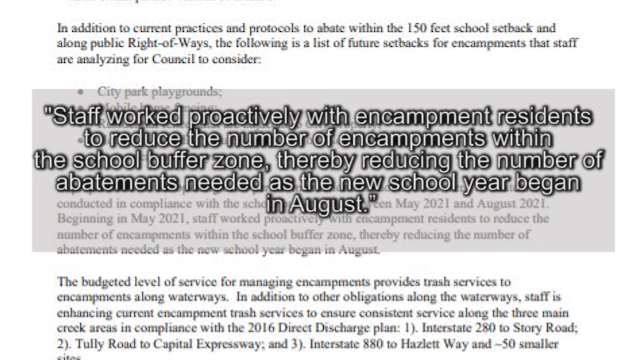 In addition to current practices and protocols to abate within the 150 feet school setback and
along public Right-of-Ways, the following is a list of future setbacks for encampments that staff
are analyzing for Council to consider:
• City park playgrounds;
"Staff worked proactively with encampment residents
to reduce the number of encampments within
the school buffer zone, thereby reducing the number of
abatements needed as the new school year began
in August."
conducted in compliance with the school between May 2021 and August 2021.
Beginning in May 2021, staff worked proactively with encampment residents to reduce the
number of encampments within the school buffer zone, thereby reducing the number of
abatements needed as the new school year began in August.
The budgeted level of service for managing encampments provides trash services to
encampments along waterways. In addition to other obligations along the waterways, staff is
enhancing current encampment trash services to ensure consistent service along the three main
creek areas in compliance with the 2016 Direct Discharge plan: 1). Interstate 280 to Story Road;
2). Tully Road to Capital Expressway; and 3). Interstate 880 to Hazlett Way and ~50 smaller
sites